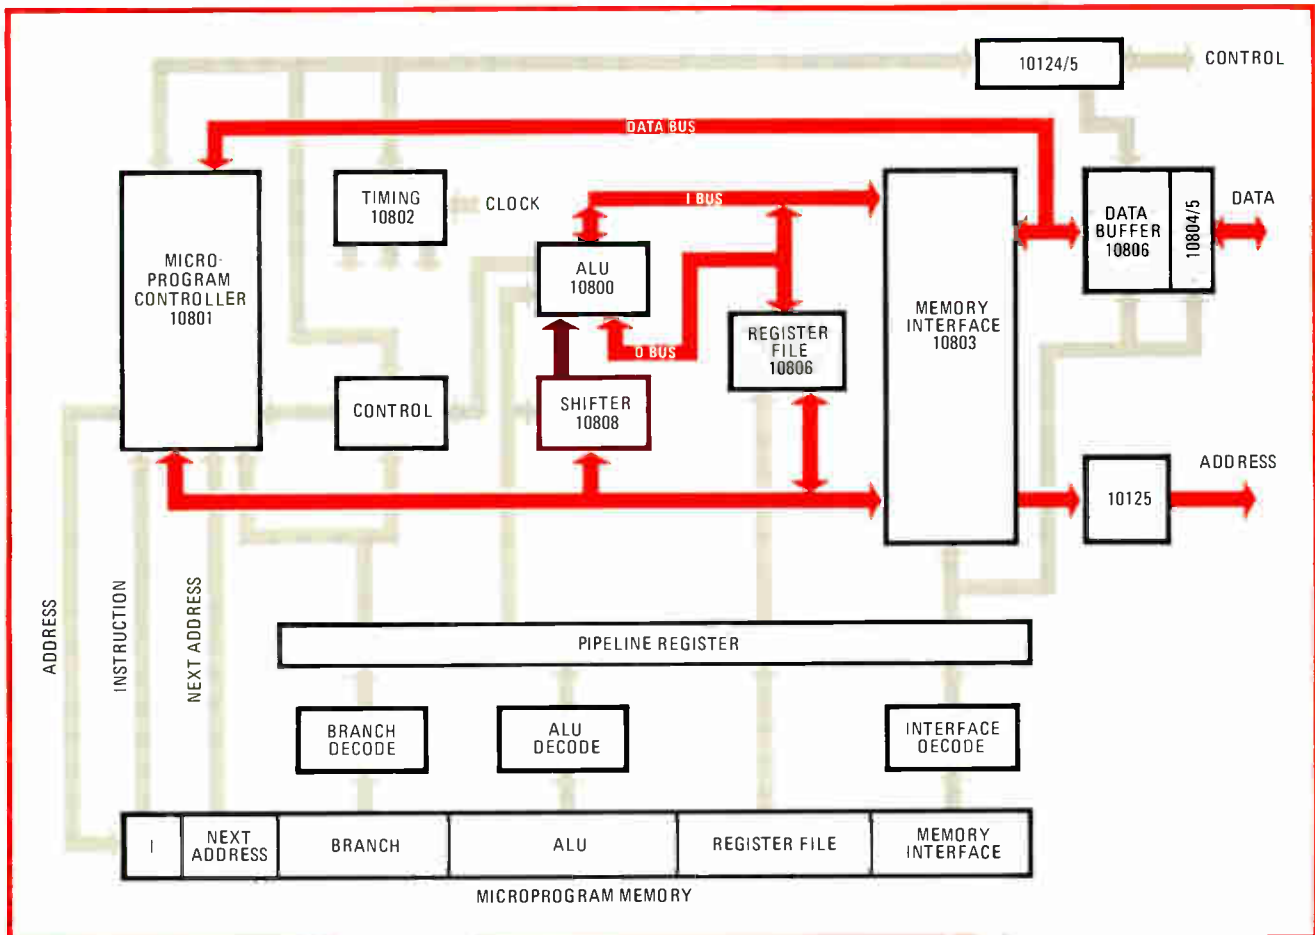 10124/5
CONTROL
DATA BUS
MICRO-
PROGRAM
CONTROLLER
10801
TIMING
10802
CLOCK
I BUS
ALU
10800
O BUS
REGISTER
FILE
10806
MEMORY
INTERFACE
10803
DATA
BUFFER
10806
10804/5
DATA
CONTROL
SHIFTER
10808
10125
ADDRESS
ADDRESS
INSTRUCTION
NEXT ADDRESS
PIPELINE REGISTER
BRANCH
DECODE
ALU
DECODE
INTERFACE
DECODE
I
NEXT
ADDRESS
BRANCH
ALU
REGISTER FILE
MEMORY
INTERFACE
MICROPROGRAM MEMORY